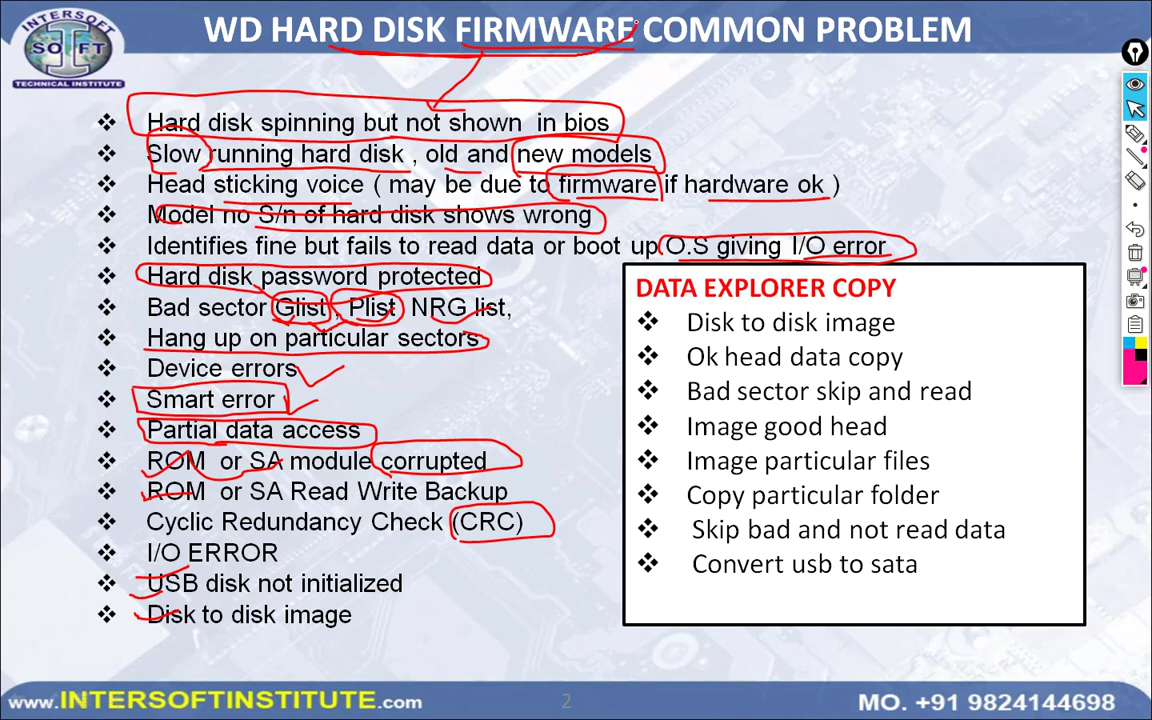 INTERSOFT
SOFT
TECHNICAL INSTITUTE
WD HARD DISK FIRMWARE COMMON PROBLEM
Hard disk spinning but not shown in bios
Slow running hard disk , old and new models
Head sticking voice ( may be due to firmware if hardware ok )
Model no S/n of hard disk shows wrong
Identifies fine but fails to read data or boot up O.S giving I/O error
Hard disk password protected
Bad sector Glist , Plist NRG list,
Hang up on particular sectors
Device errors
Smart error
Partial data access
ROM or SA module corrupted
ROM or SA Read Write Backup
Cyclic Redundancy Check (CRC)
I/O ERROR
USB disk not initialized
Disk to disk image
DATA EXPLORER COPY
Disk to disk image
Ok head data copy
Bad sector skip and read
Image good head
Image particular files
Copy particular folder
Skip bad and not read data
Convert usb to sata
www.INTERSOFTINSTITUTE.com
2
MO. +91 9824144698